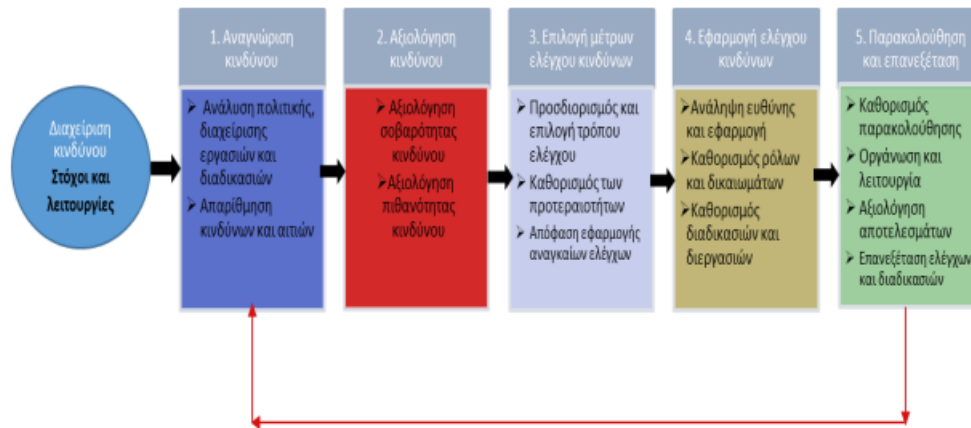 Διαχείριση
κινδύνου
Στόχοι και
λειτουργίες
1. Αναγνώριση
κινδύνου
➤ Ανάλυση πολιτικής,
διαχείρισης
εργασιών και
διαδικασιών
➤ Απαρίθμηση
κινδύνων και αιτιών
2. Αξιολόγηση
κινδύνου
➤ Αξιολόγηση
σοβαρότητας
κινδύνου
➤ Αξιολόγηση
πιθανότητας
κινδύνου
3. Επιλογή μέτρων
ελέγχου κινδύνων
➤ Προσδιορισμός και
επιλογή τρόπου
ελέγχου
➤ Καθορισμός των
προτεραιοτήτων
➤ Απόφαση εφαρμογής
αναγκαίων ελέγχων
4. Εφαρμογή ελέγχου
κινδύνων
➤Ανάληψη ευθύνης
και εφαρμογή
➤Καθορισμός ρόλων
και δικαιωμάτων
➤Καθορισμός
διαδικασιών και
διεργασιών
5. Παρακολούθηση
και επανεξέταση
➤ Καθορισμός
παρακολούθησης
➤ Οργάνωση και
λειτουργία
➤ Αξιολόγηση
αποτελεσμάτων
➤ Επανεξέταση ελέγχων
και διαδικασιών